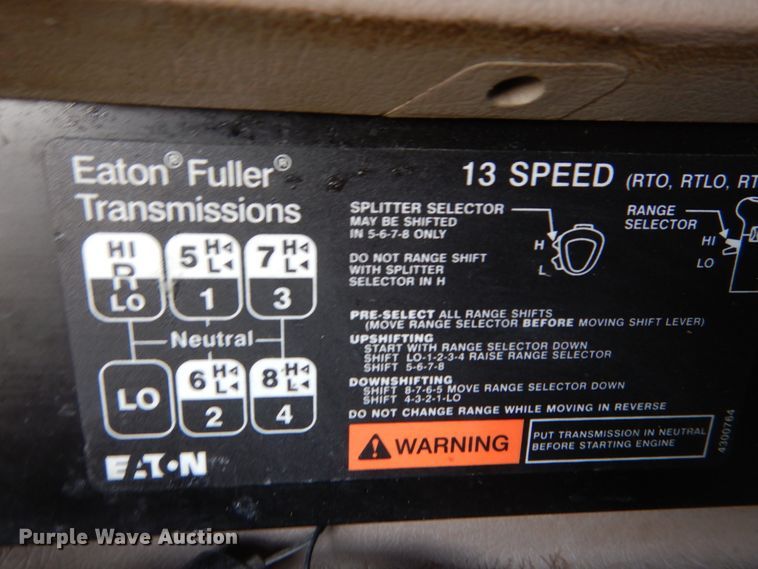 Eaton® Fuller®
Transmissions
13 SPEED (RTO, RTLO, RT
HI
R
LO
5 H◄
L◄
1
7 H◄
L◄
3
Neutral
LO
6 H◄
L◄
2
8 H◄
L◄
4
EATON
SPLITTER SELECTOR
MAY BE SHIFTED
IN 5-6-7-8 ONLY
DO NOT RANGE SHIFT
WITH SPLITTER
SELECTOR IN H
H
L
RANGE
SELECTOR
HI
LO
PRE-SELECT ALL RANGE SHIFTS
(MOVE RANGE SELECTOR BEFORE MOVING SHIFT LEVER)
UPSHIFTING
START WITH RANGE SELECTOR DOWN
SHIFT LO-1-2-3-4 RAISE RANGE SELECTOR
SHIFT 5-6-7-8
DOWNSHIFTING
SHIFT 8-7-6-5 MOVE RANGE SELECTOR DOWN
SHIFT 4-3-2-1-LO
DO NOT CHANGE RANGE WHILE MOVING IN REVERSE
WARNING
PUT TRANSMISSION IN NEUTRAL
BEFORE STARTING ENGINE
4300764
Purple Wave Auction